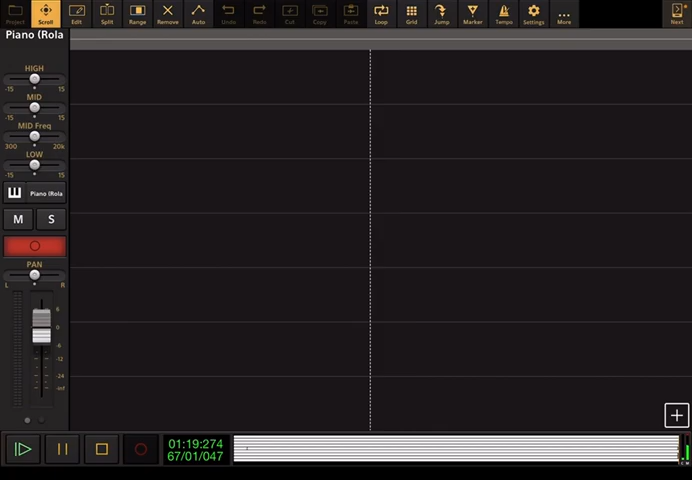 Project Scroll Edit Split Range Remove Auto Undo Redo Cut Copy Paste Loop Grid Jump Marker Tempo Settings More Next
Piano (Rola
HIGH
-15 15
MID
-15 15
MID Freq
300 20k
LOW
-15 15
Piano (Rola
M S
PAN
L R
6
0
-6
-12
-24
-inf
01:19:274
67/01/047